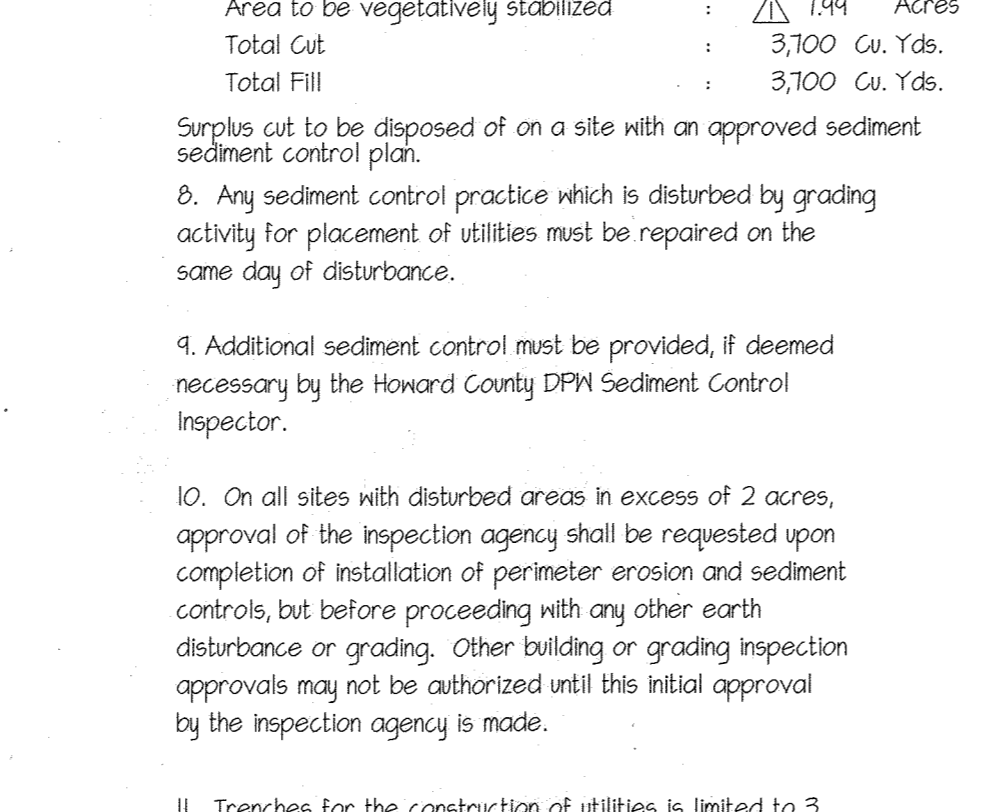 Area to be vegetatively stabilized : 1 1.99 Acres
Total Cut : 3,700 Cu. Yds.
Total Fill : 3,700 Cu. Yds.
Surplus cut to be disposed of on a site with an approved sediment
sediment control plan.
8. Any sediment control practice which is disturbed by grading
activity for placement of utilities must be repaired on the
same day of disturbance.
9. Additional sediment control must be provided, if deemed
necessary by the Howard County DPW Sediment Control
Inspector.
10. On all sites with disturbed areas in excess of 2 acres,
approval of the inspection agency shall be requested upon
completion of installation of perimeter erosion and sediment
controls, but before proceeding with any other earth
disturbance or grading. Other building or grading inspection
approvals may not be authorized until this initial approval
by the inspection agency is made.
11. Trenches for the construction of utilities is limited to 3